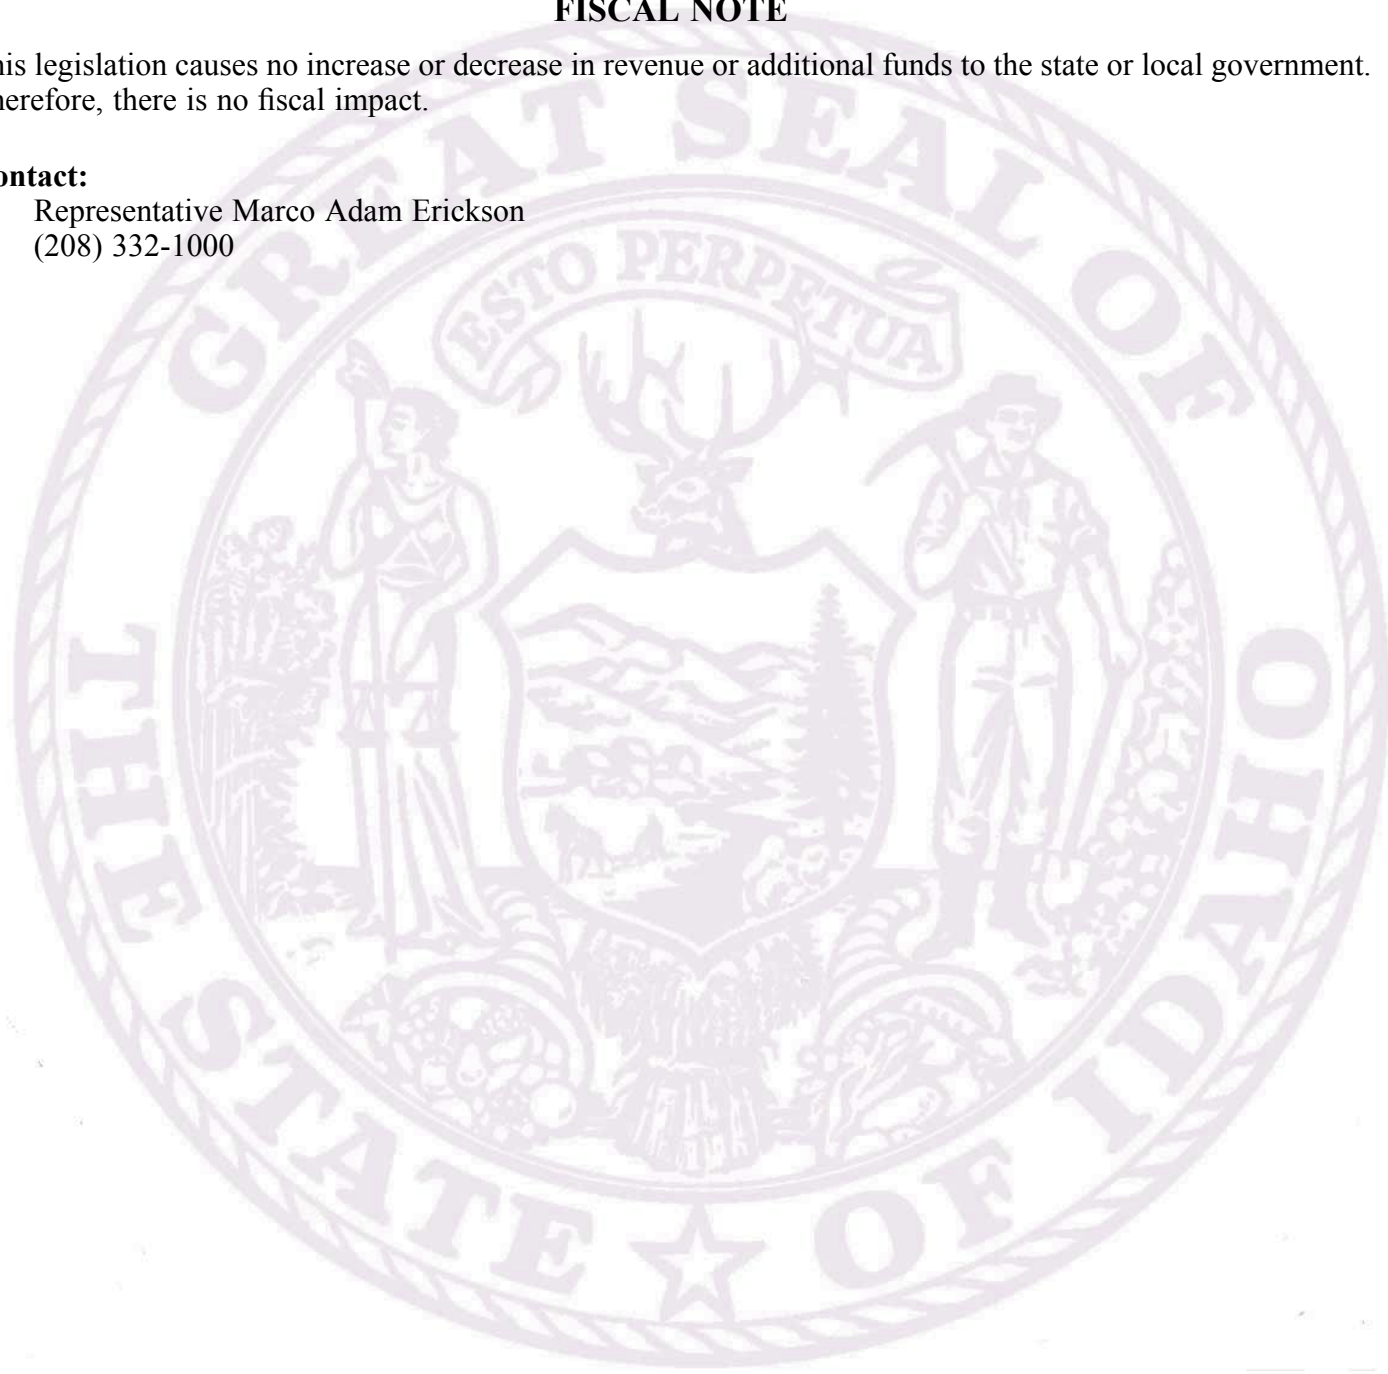 FISCAL NOTE
his legislation causes no increase or decrease in revenue or additional funds to the state or local government.
herefore, there is no fiscal impact.
ontact:
Representative Marco Adam Erickson
(208) 332-1000
GREAT SEAL OF
ESTO PERPETUA
THE STATE ☆ OF IDAHO